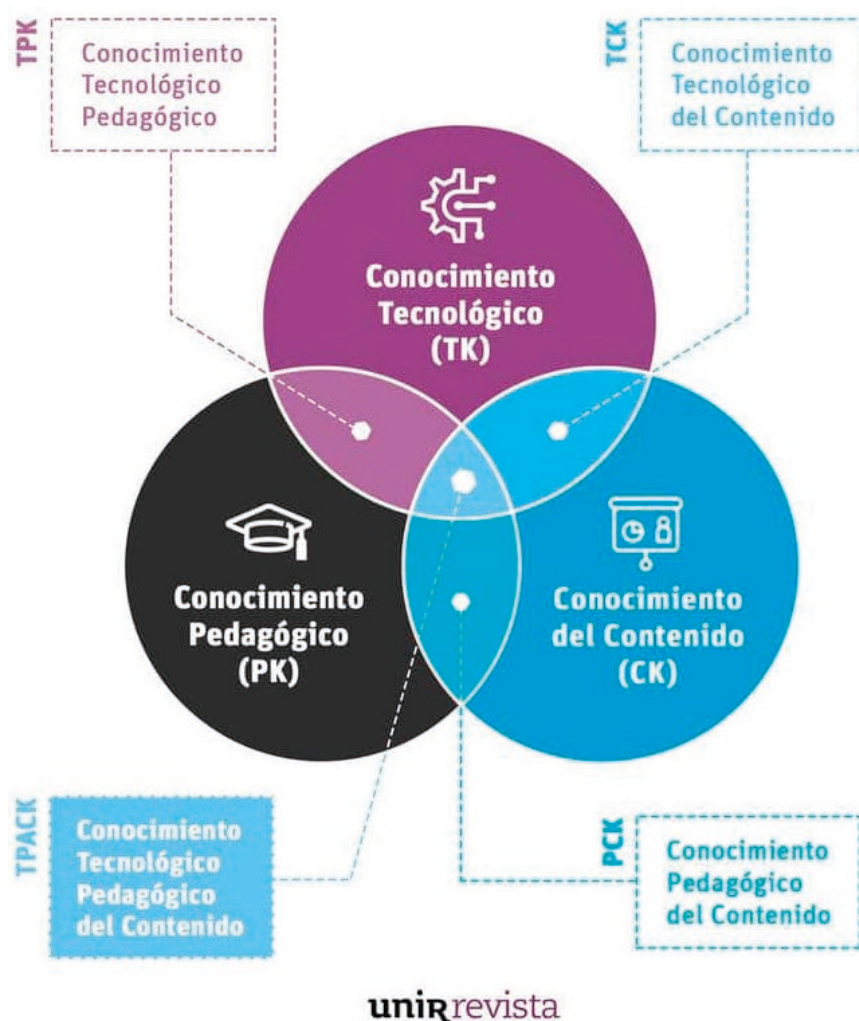 TPK
Conocimiento
Tecnológico
Pedagógico
TCK
Conocimiento
Tecnológico
del Contenido
Conocimiento
Tecnológico
(TK)
Conocimiento
Pedagógico
(PK)
Conocimiento
del Contenido
(CK)
TPACK
Conocimiento
Tecnológico
Pedagógico
del Contenido
PCK
Conocimiento
Pedagógico
del Contenido
unirrevista